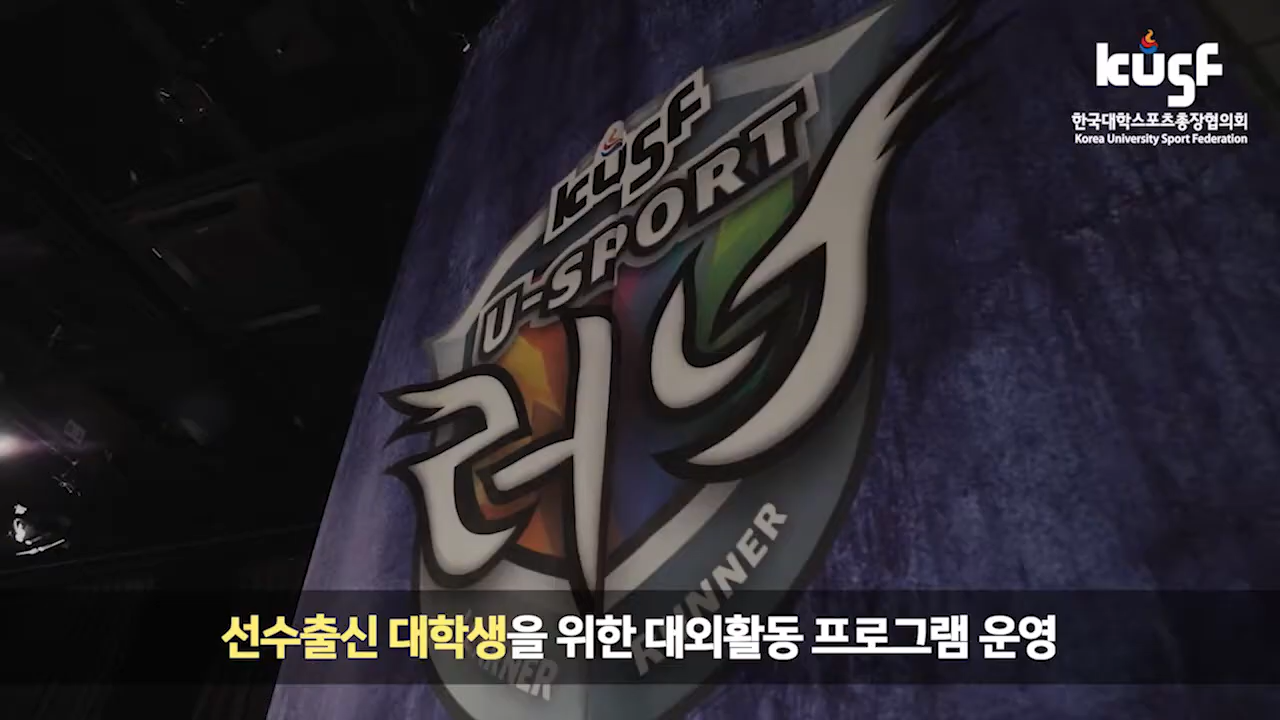 KUSF
한국대학스포츠총장협의회
Korea University Sport Federation
KUSF
U-SPORT
러너
RUNNER
선수출신 대학생을 위한 대외활동 프로그램 운영